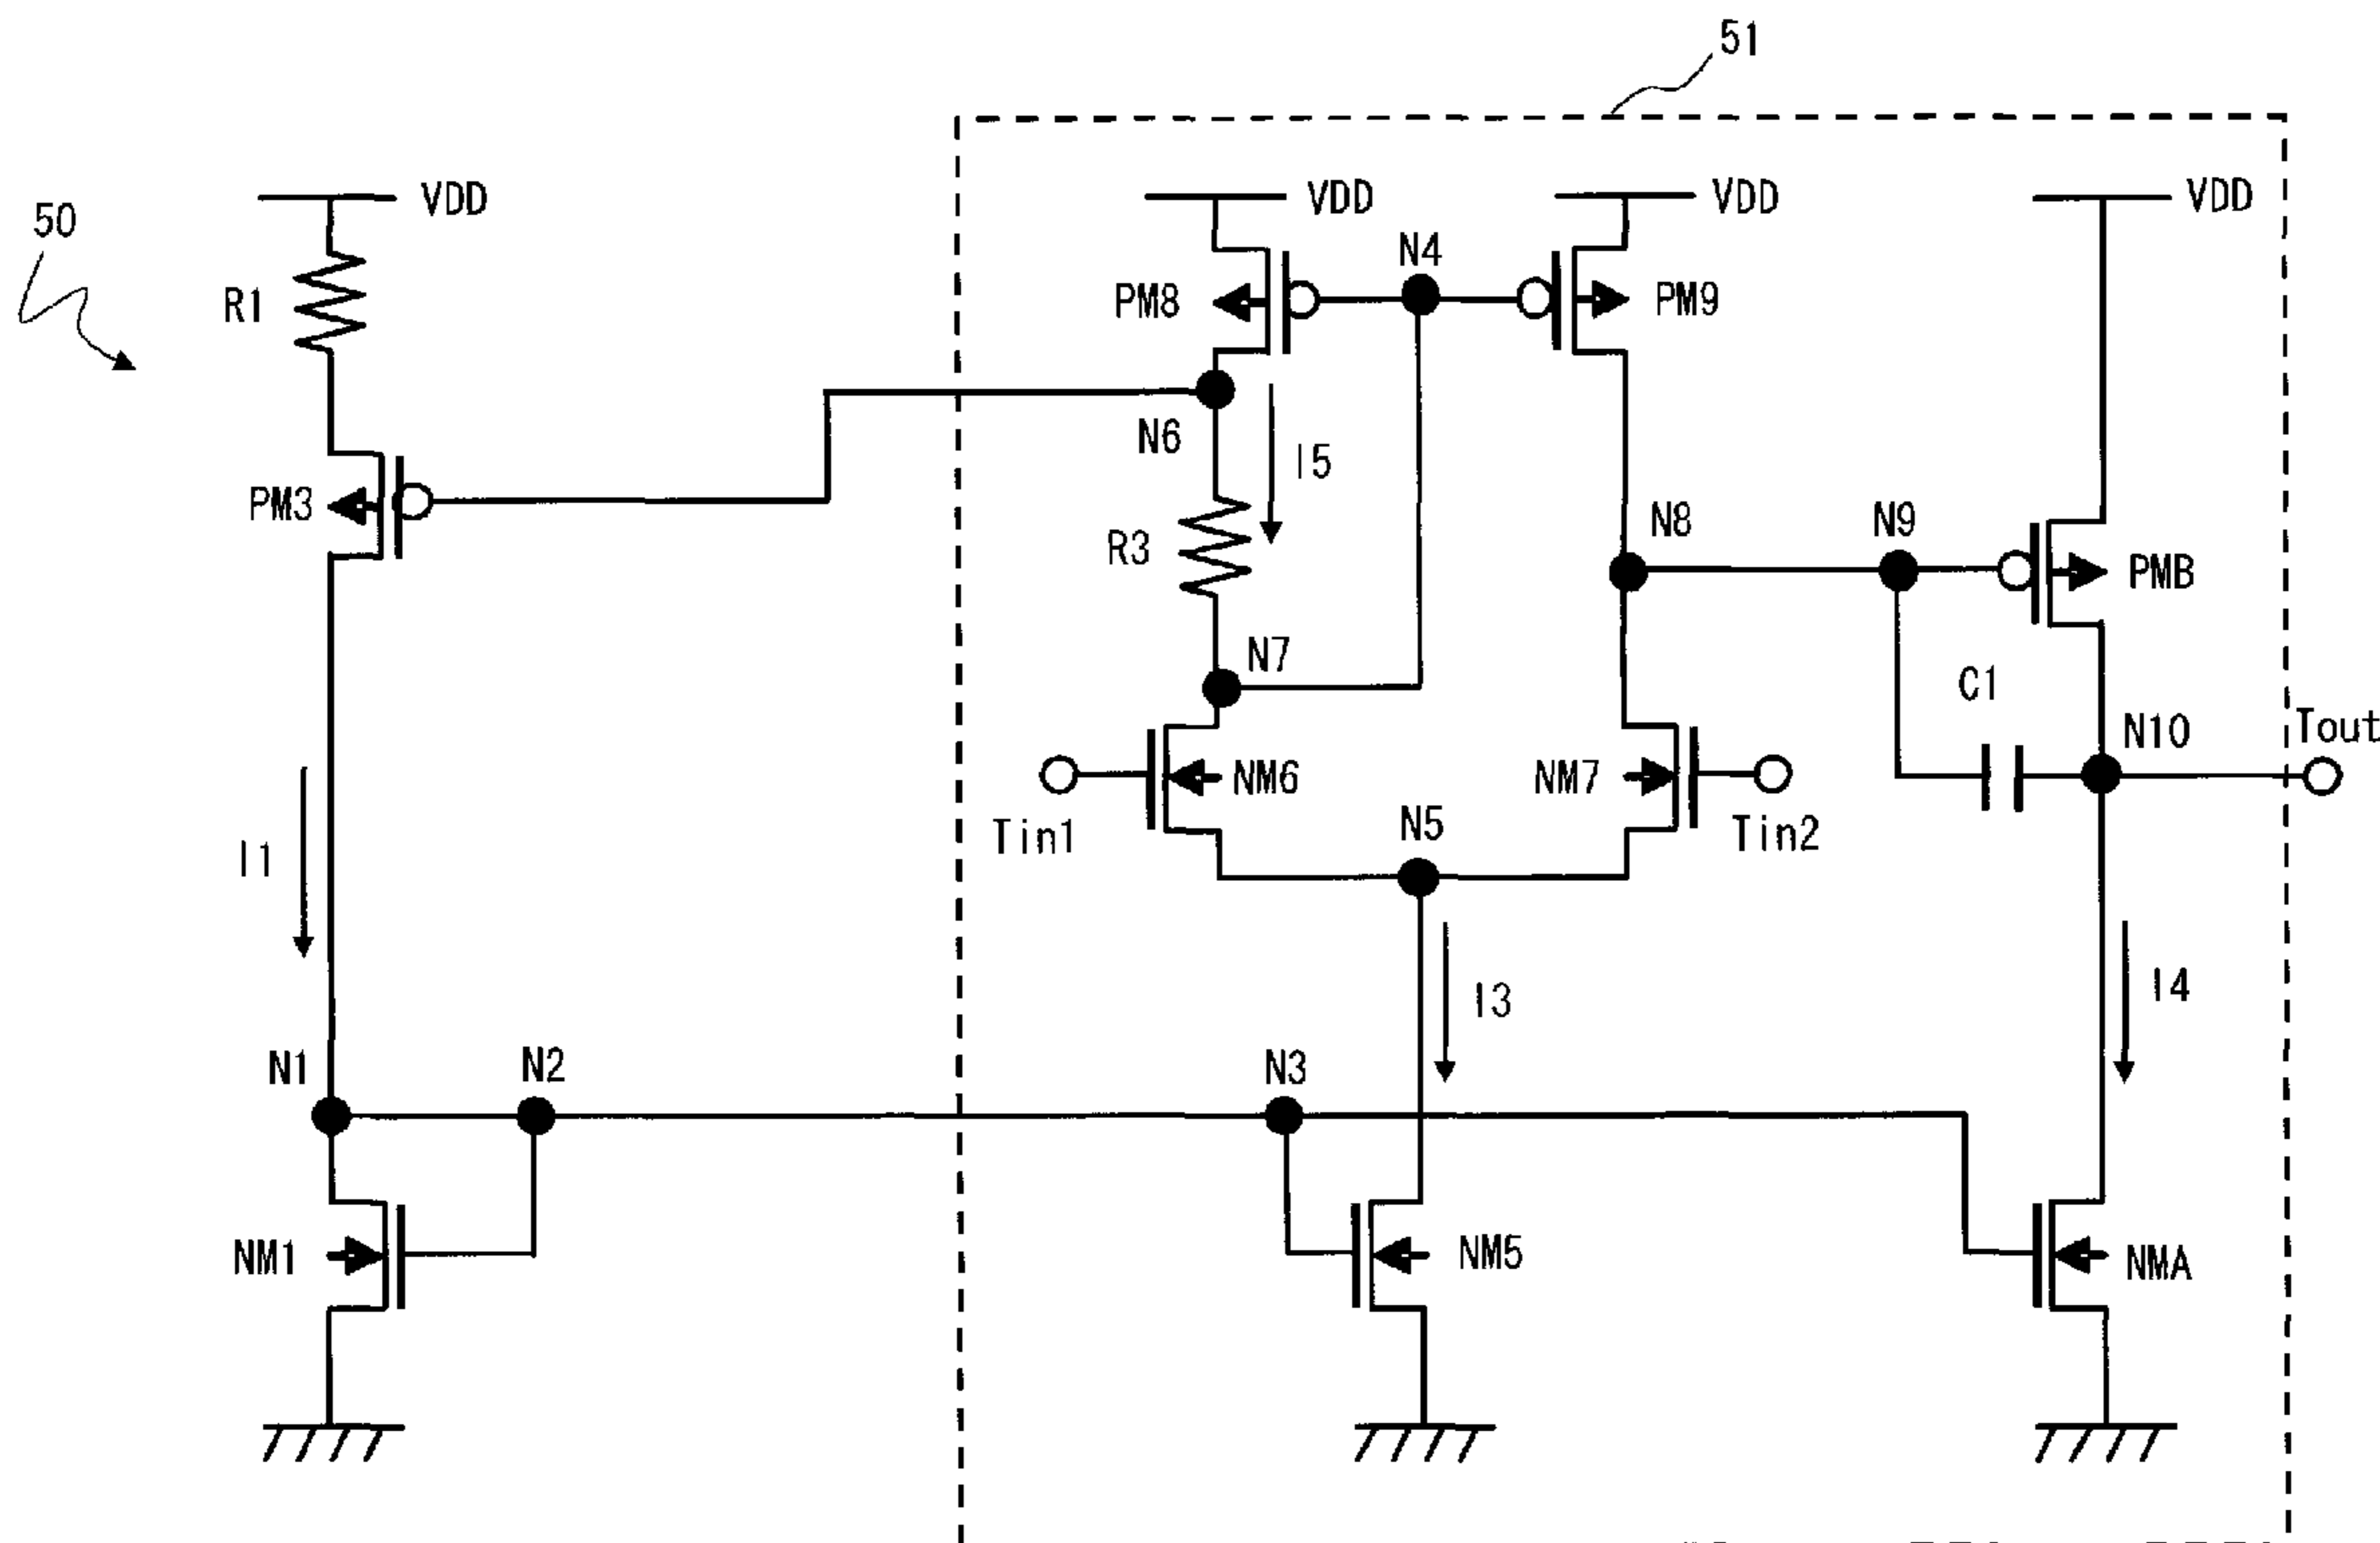 51
50
VDD
VDD
VDD
VDD
N4
R1
PM8
PM9
N6
I5
PM3
N8
N9
R3
PMB
N7
C1
N10
Tout
NM6
NM7
Tin1
N5
Tin2
I1
I3
I4
N1
N2
N3
NM1
NM5
NMA